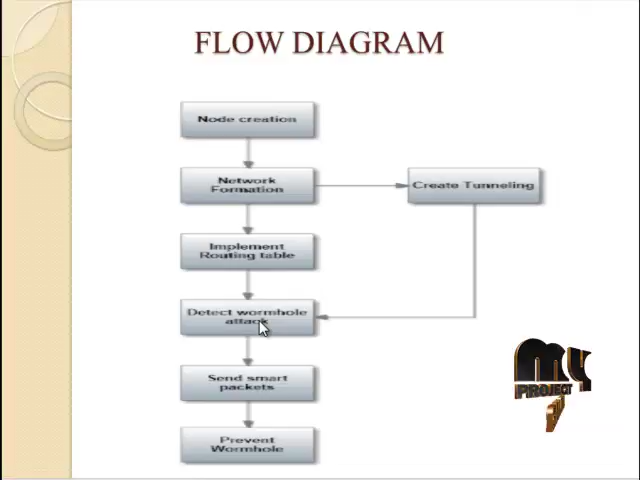 FLOW DIAGRAM
Node creation
Network
Formation
Create Tunneling
Implement
Routing table
Detect wormhole
attack
Send smart
packets
Prevent
Wormhole
my
PROJECT